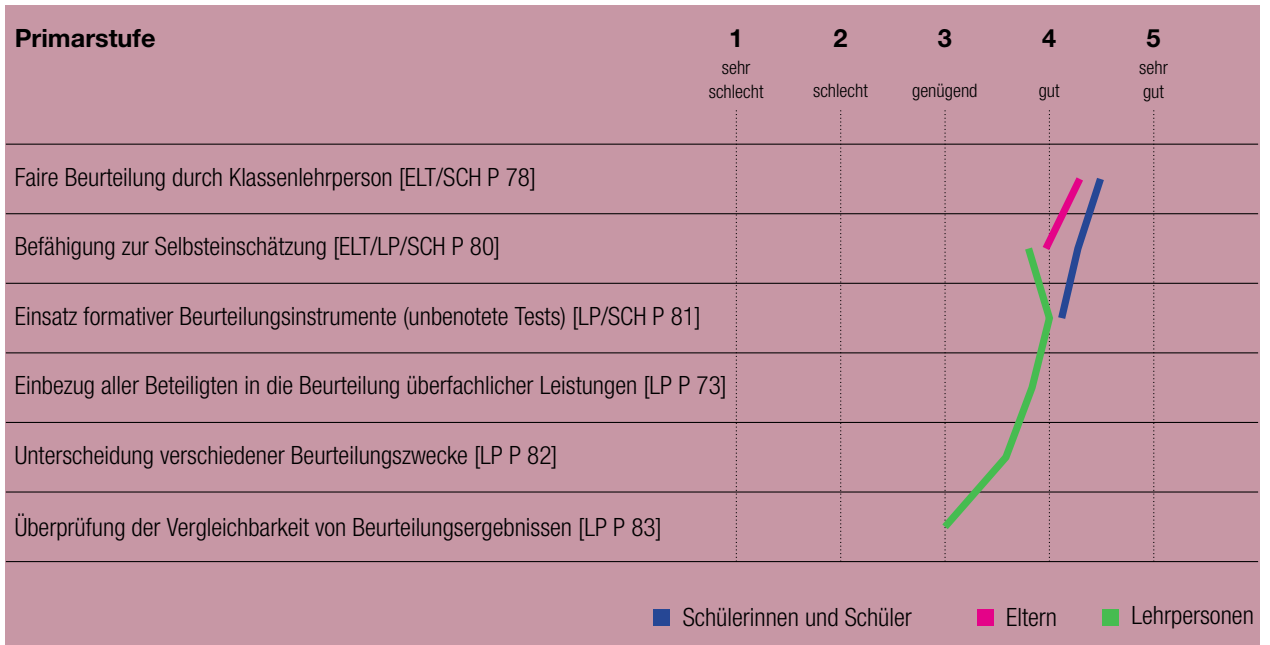 Primarstufe 1 2 3 4 5
sehr schlecht schlecht genügend gut sehr gut
Faire Beurteilung durch Klassenlehrperson [ELT/SCH P 78]
Befähigung zur Selbsteinschätzung [ELT/LP/SCH P 80]
Einsatz formativer Beurteilungsinstrumente (unbenotete Tests) [LP/SCH P 81]
Einbezug aller Beteiligten in die Beurteilung überfachlicher Leistungen [LP P 73]
Unterscheidung verschiedener Beurteilungszwecke [LP P 82]
Überprüfung der Vergleichbarkeit von Beurteilungsergebnissen [LP P 83]
Schülerinnen und Schüler Eltern Lehrpersonen